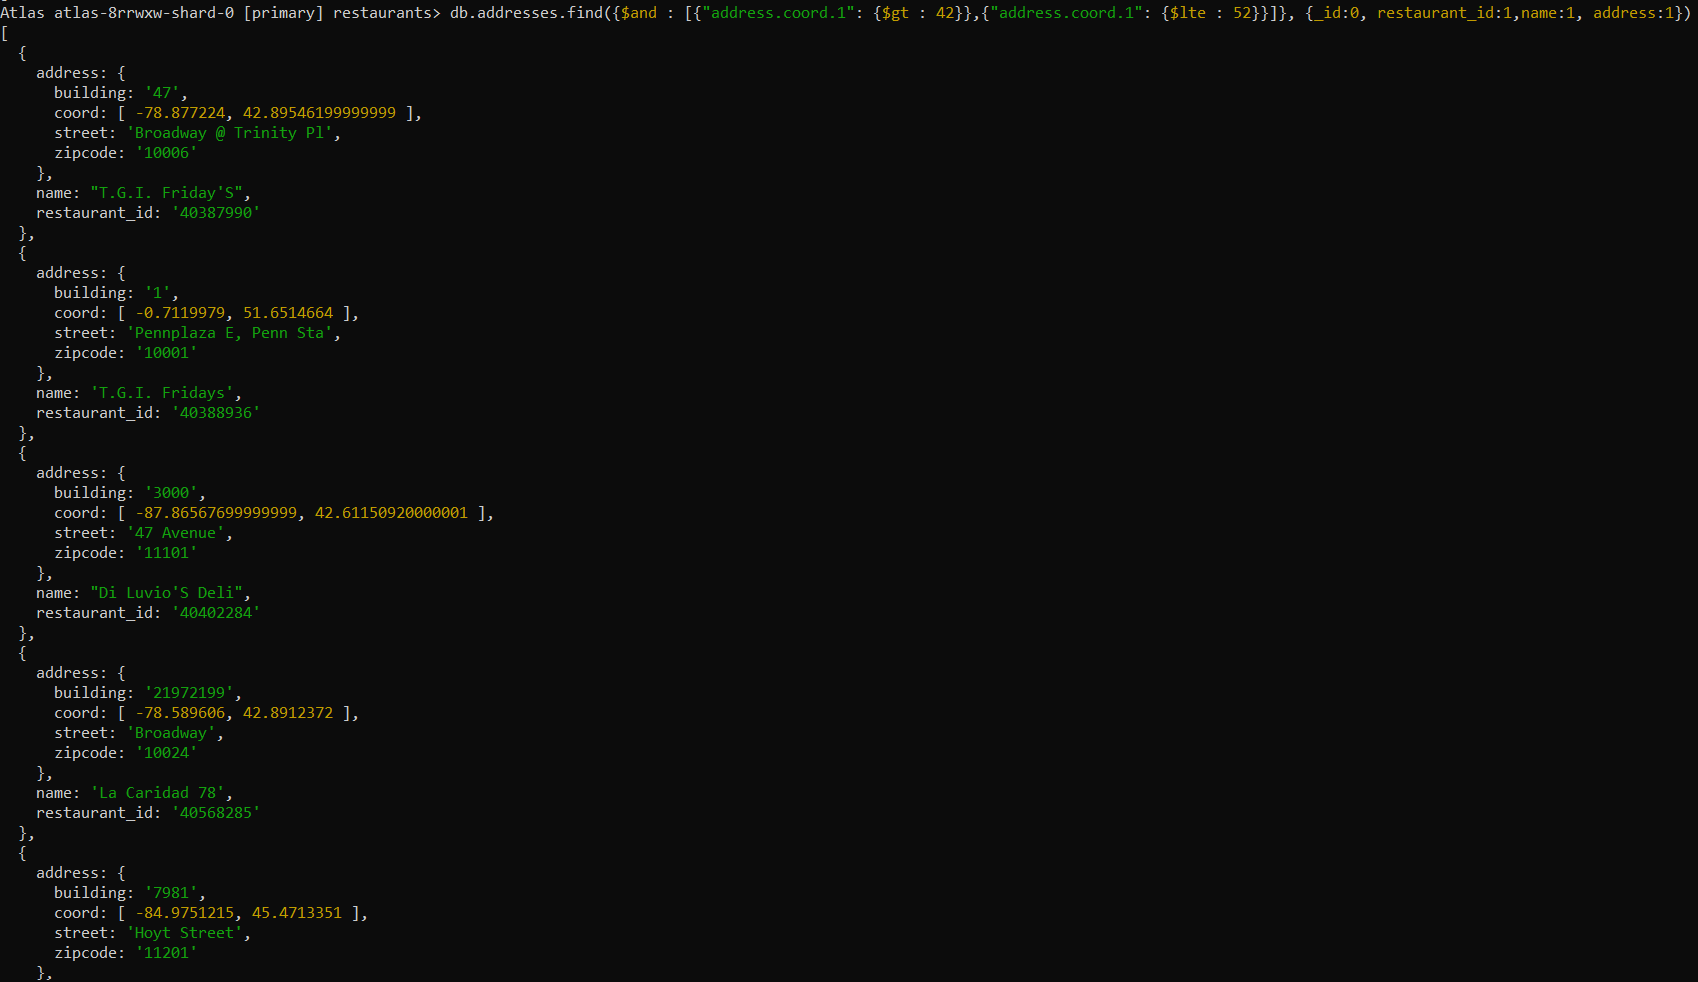 Atlas atlas-8rrwxw-shard-0 [primary] restaurants> db.addresses.find({$and : [{"address.coord.1": {$gt : 42}},{"address.coord.1": {$lte : 52}}]}, {_id:0, restaurant_id:1,name:1, address:1})
[
  {
    address: {
      building: '47',
      coord: [ -78.877224, 42.89546199999999 ],
      street: 'Broadway @ Trinity Pl',
      zipcode: '10006'
    },
    name: "T.G.I. Friday'S",
    restaurant_id: '40387990'
  },
  {
    address: {
      building: '1',
      coord: [ -0.7119979, 51.6514664 ],
      street: 'Pennplaza E, Penn Sta',
      zipcode: '10001'
    },
    name: 'T.G.I. Fridays',
    restaurant_id: '40388936'
  },
  {
    address: {
      building: '3000',
      coord: [ -87.86567699999999, 42.61150920000001 ],
      street: '47 Avenue',
      zipcode: '11101'
    },
    name: "Di Luvio'S Deli",
    restaurant_id: '40402284'
  },
  {
    address: {
      building: '21972199',
      coord: [ -78.589606, 42.8912372 ],
      street: 'Broadway',
      zipcode: '10024'
    },
    name: 'La Caridad 78',
    restaurant_id: '40568285'
  },
  {
    address: {
      building: '7981',
      coord: [ -84.9751215, 45.4713351 ],
      street: 'Hoyt Street',
      zipcode: '11201'
    },